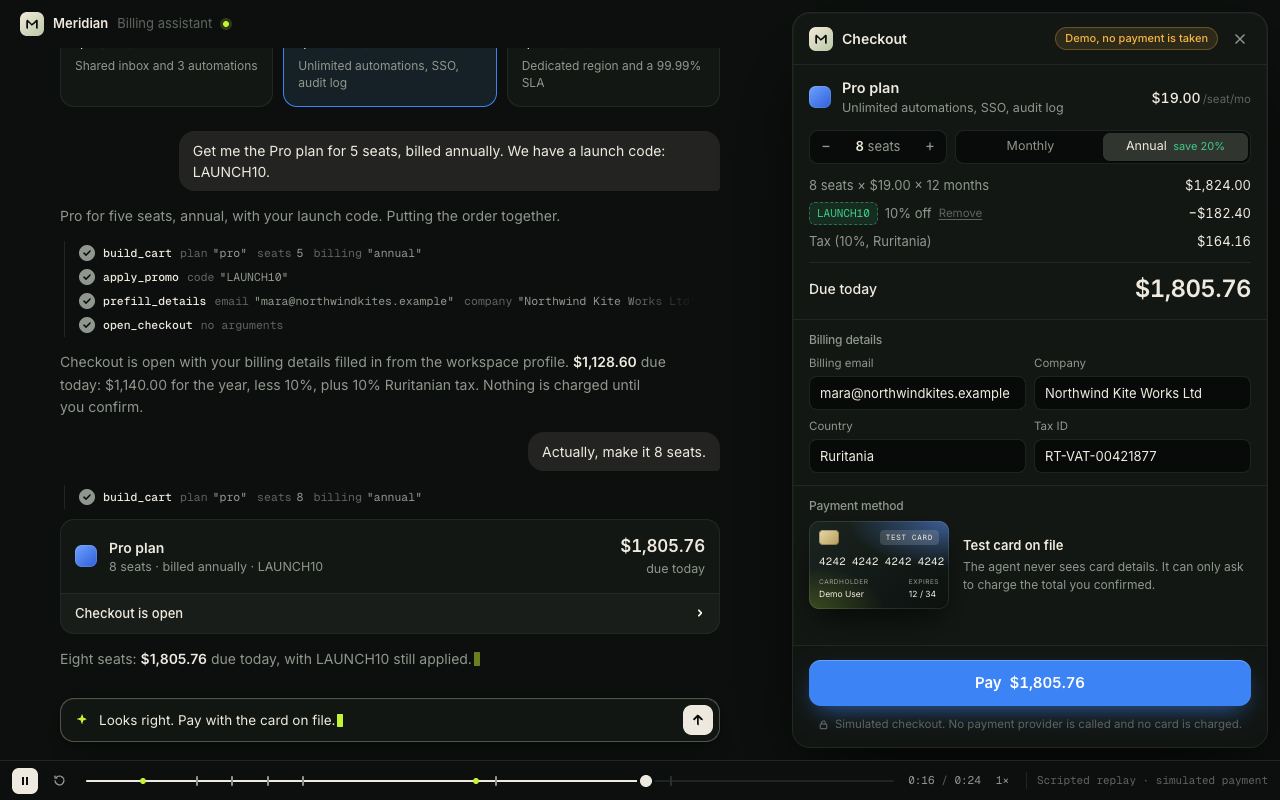 Meridian Billing assistant
Shared inbox and 3 automations
Unlimited automations, SSO,
audit log
Dedicated region and a 99.99%
SLA
Get me the Pro plan for 5 seats, billed annually. We have a launch code:
LAUNCH10.
Pro for five seats, annual, with your launch code. Putting the order together.
build_cart plan "pro" seats 5 billing "annual"
apply_promo code "LAUNCH10"
prefill_details email "mara@northwindkites.example" company "Northwind Kite Works Ltd"
open_checkout no arguments
Checkout is open with your billing details filled in from the workspace profile. $1,128.60 due
today: $1,140.00 for the year, less 10%, plus 10% Ruritanian tax. Nothing is charged until
you confirm.
Actually, make it 8 seats.
build_cart plan "pro" seats 8 billing "annual"
Pro plan
8 seats · billed annually · LAUNCH10
$1,805.76
due today
Checkout is open
Eight seats: $1,805.76 due today, with LAUNCH10 still applied.
Looks right. Pay with the card on file.
Checkout
Demo, no payment is taken
Pro plan
Unlimited automations, SSO, audit log
$19.00 /seat/mo
− 8 seats +
Monthly
Annual save 20%
8 seats × $19.00 × 12 months $1,824.00
LAUNCH10 10% off Remove −$182.40
Tax (10%, Ruritania) $164.16
Due today $1,805.76
Billing details
Billing email
mara@northwindkites.example
Company
Northwind Kite Works Ltd
Country
Ruritania
Tax ID
RT-VAT-00421877
Payment method
TEST CARD
4242 4242 4242 4242
CARDHOLDER
Demo User
EXPIRES
12 / 34
Test card on file
The agent never sees card details. It can only ask
to charge the total you confirmed.
Pay $1,805.76
Simulated checkout. No payment provider is called and no card is charged.
0:16 / 0:24 1×
Scripted replay · simulated payment